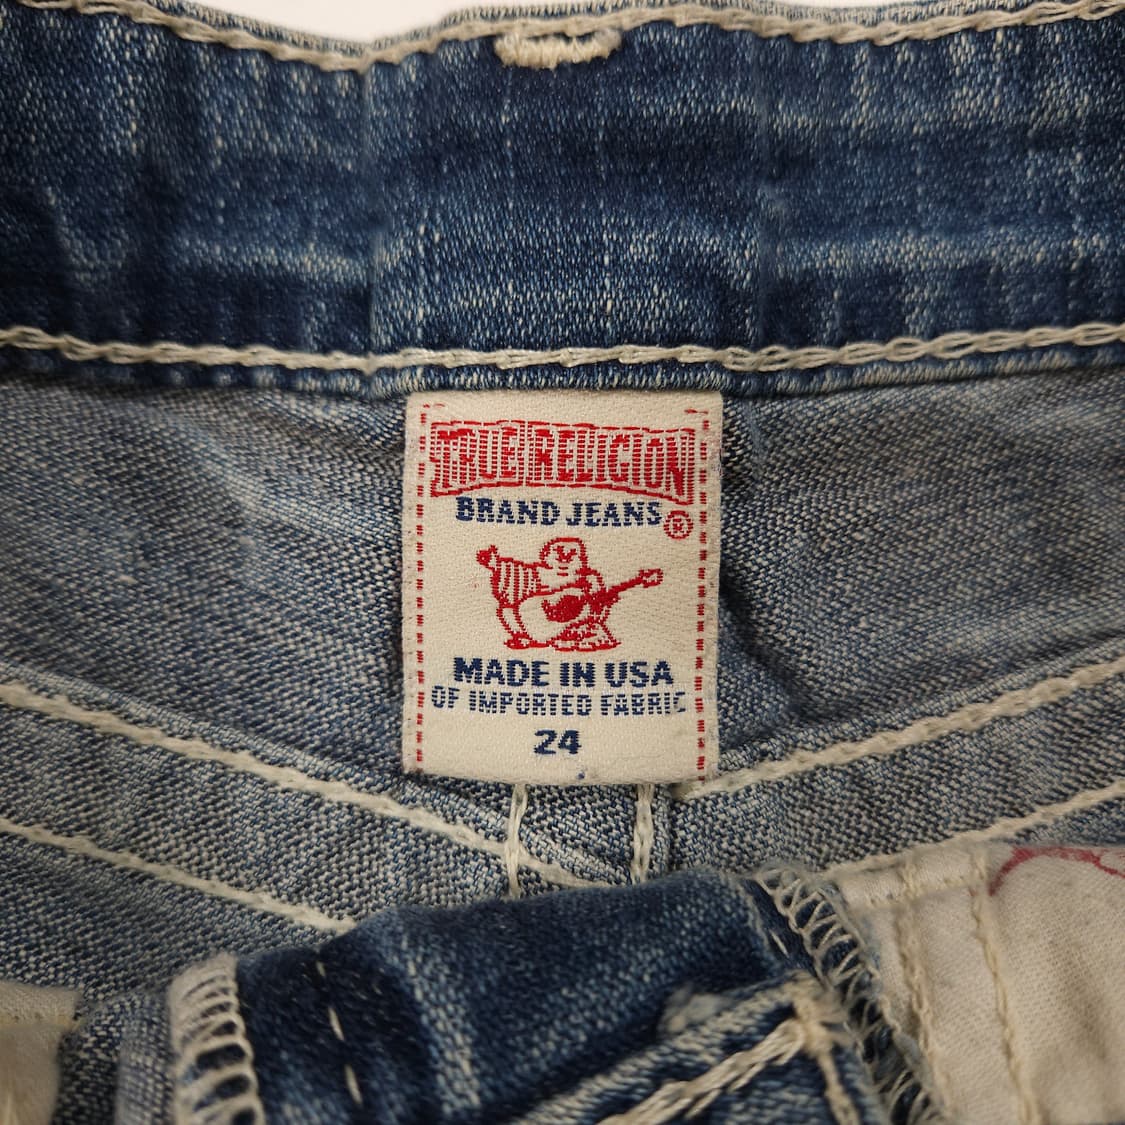 TRUE RELIGION
BRAND JEANS®
MADE IN USA
OF IMPORTED FABRIC
24